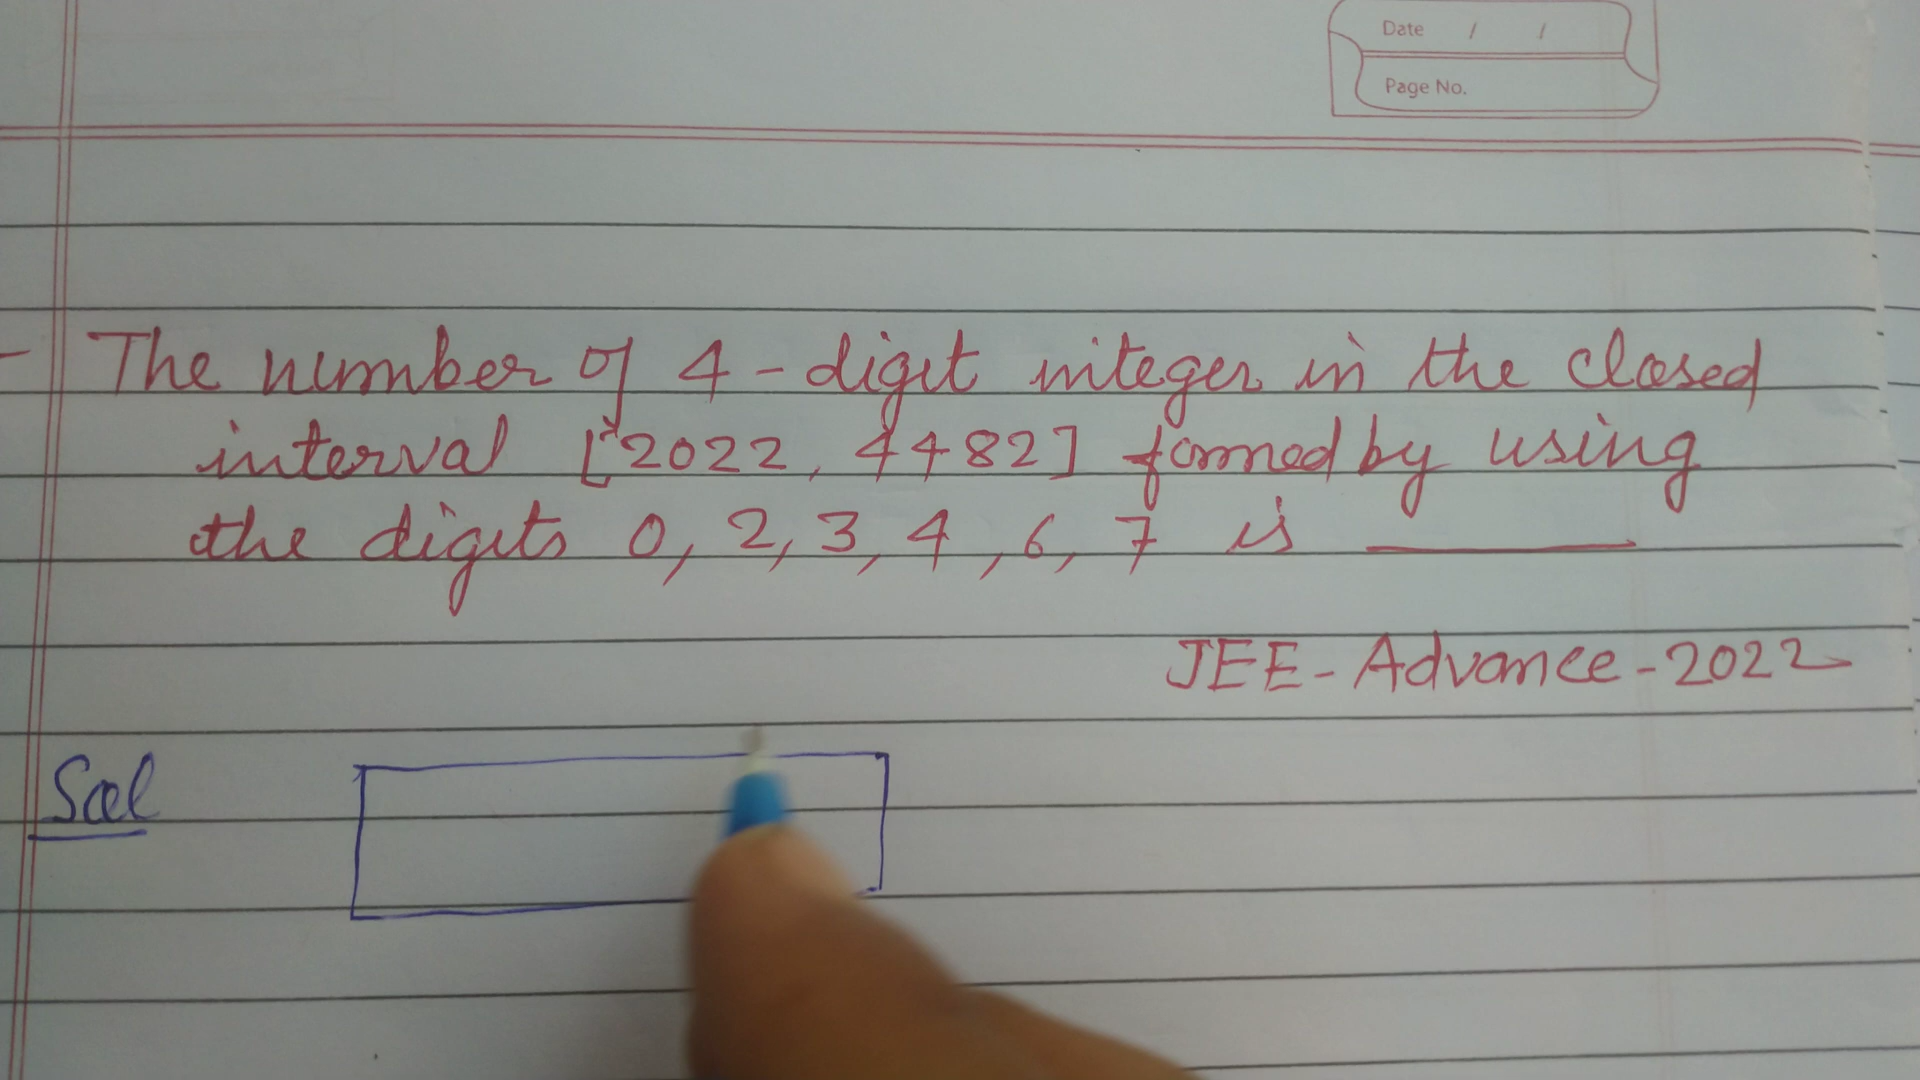 Date / /
Page No.
- The number of 4-digit integer in the closed
interval [2022, 4482] formed by using
the digits 0, 2, 3, 4, 6, 7 is ______
JEE-Advance-2022
Sol